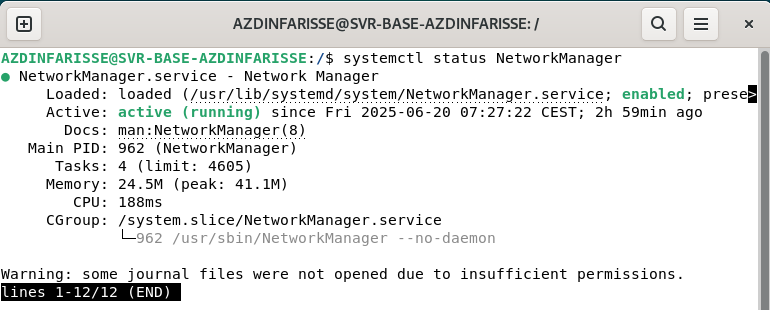 AZDINFARISSE@SVR-BASE-AZDINFARISSE: /
AZDINFARISSE@SVR-BASE-AZDINFARISSE:/$ systemctl status NetworkManager
● NetworkManager.service - Network Manager
     Loaded: loaded (/usr/lib/systemd/system/NetworkManager.service; enabled; prese>
     Active: active (running) since Fri 2025-06-20 07:27:22 CEST; 2h 59min ago
       Docs: man:NetworkManager(8)
   Main PID: 962 (NetworkManager)
      Tasks: 4 (limit: 4605)
     Memory: 24.5M (peak: 41.1M)
        CPU: 188ms
     CGroup: /system.slice/NetworkManager.service
             └─962 /usr/sbin/NetworkManager --no-daemon

Warning: some journal files were not opened due to insufficient permissions.
lines 1-12/12 (END)